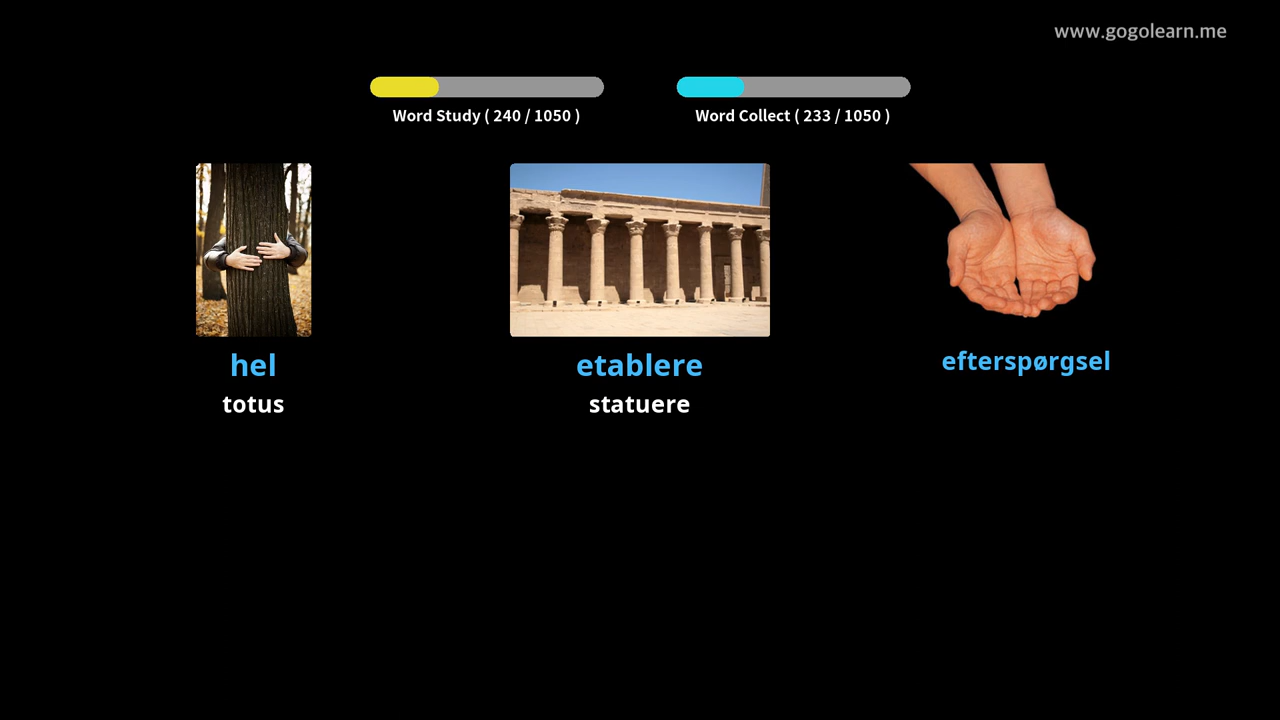 www.gogolearn.me
Word Study ( 240 / 1050 )
Word Collect ( 233 / 1050 )
hel
totus
etablere
statuere
efterspørgsel